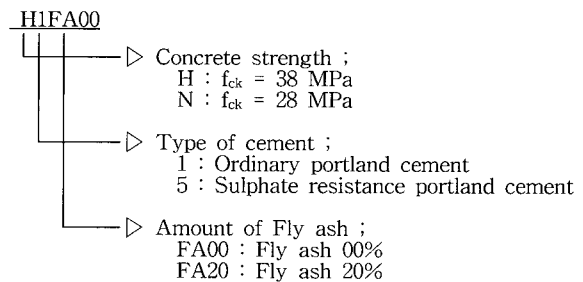 H1FA00
Concrete strength ;
H : fck = 38 MPa
N : fck = 28 MPa
Type of cement ;
1 : Ordinary portland cement
5 : Sulphate resistance portland cement
Amount of Fly ash ;
FA00 : Fly ash 00%
FA20 : Fly ash 20%